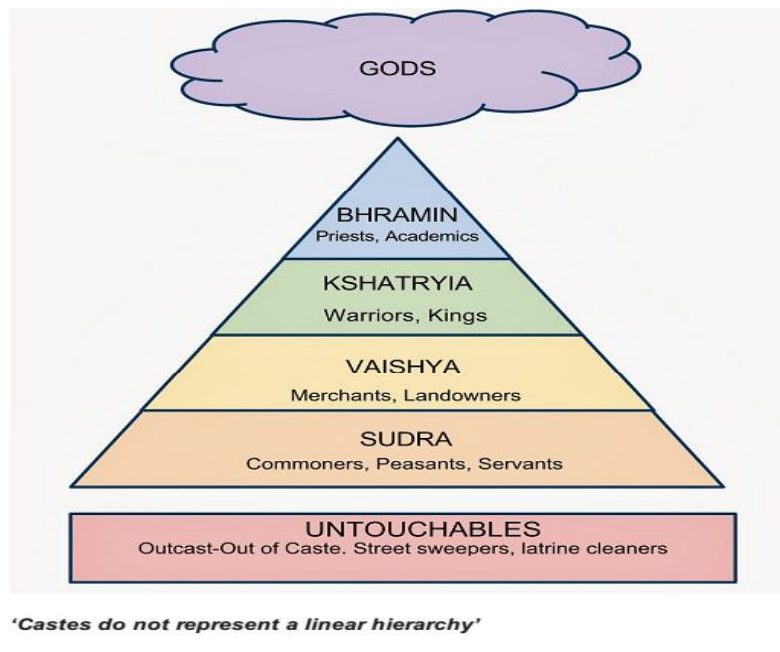 GODS
BHRAMIN
Priests, Academics
KSHATRYIA
Warriors, Kings
VAISHYA
Merchants, Landowners
SUDRA
Commoners, Peasants, Servants
UNTOUCHABLES
Outcast-Out of Caste. Street sweepers, latrine cleaners
‘Castes do not represent a linear hierarchy’